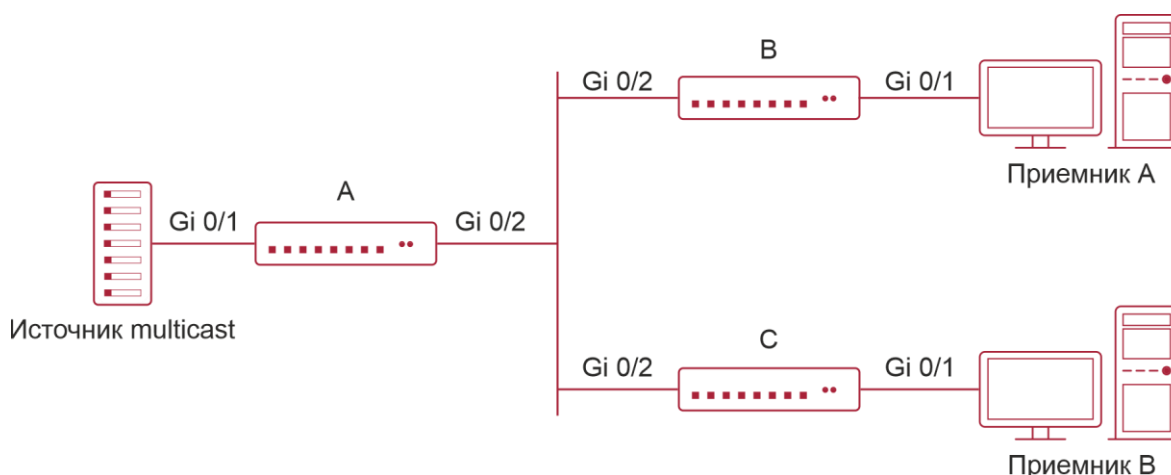 B
Gi 0/2
Gi 0/1
Приемник A
A
Gi 0/1
Gi 0/2
Источник multicast
C
Gi 0/2
Gi 0/1
Приемник B